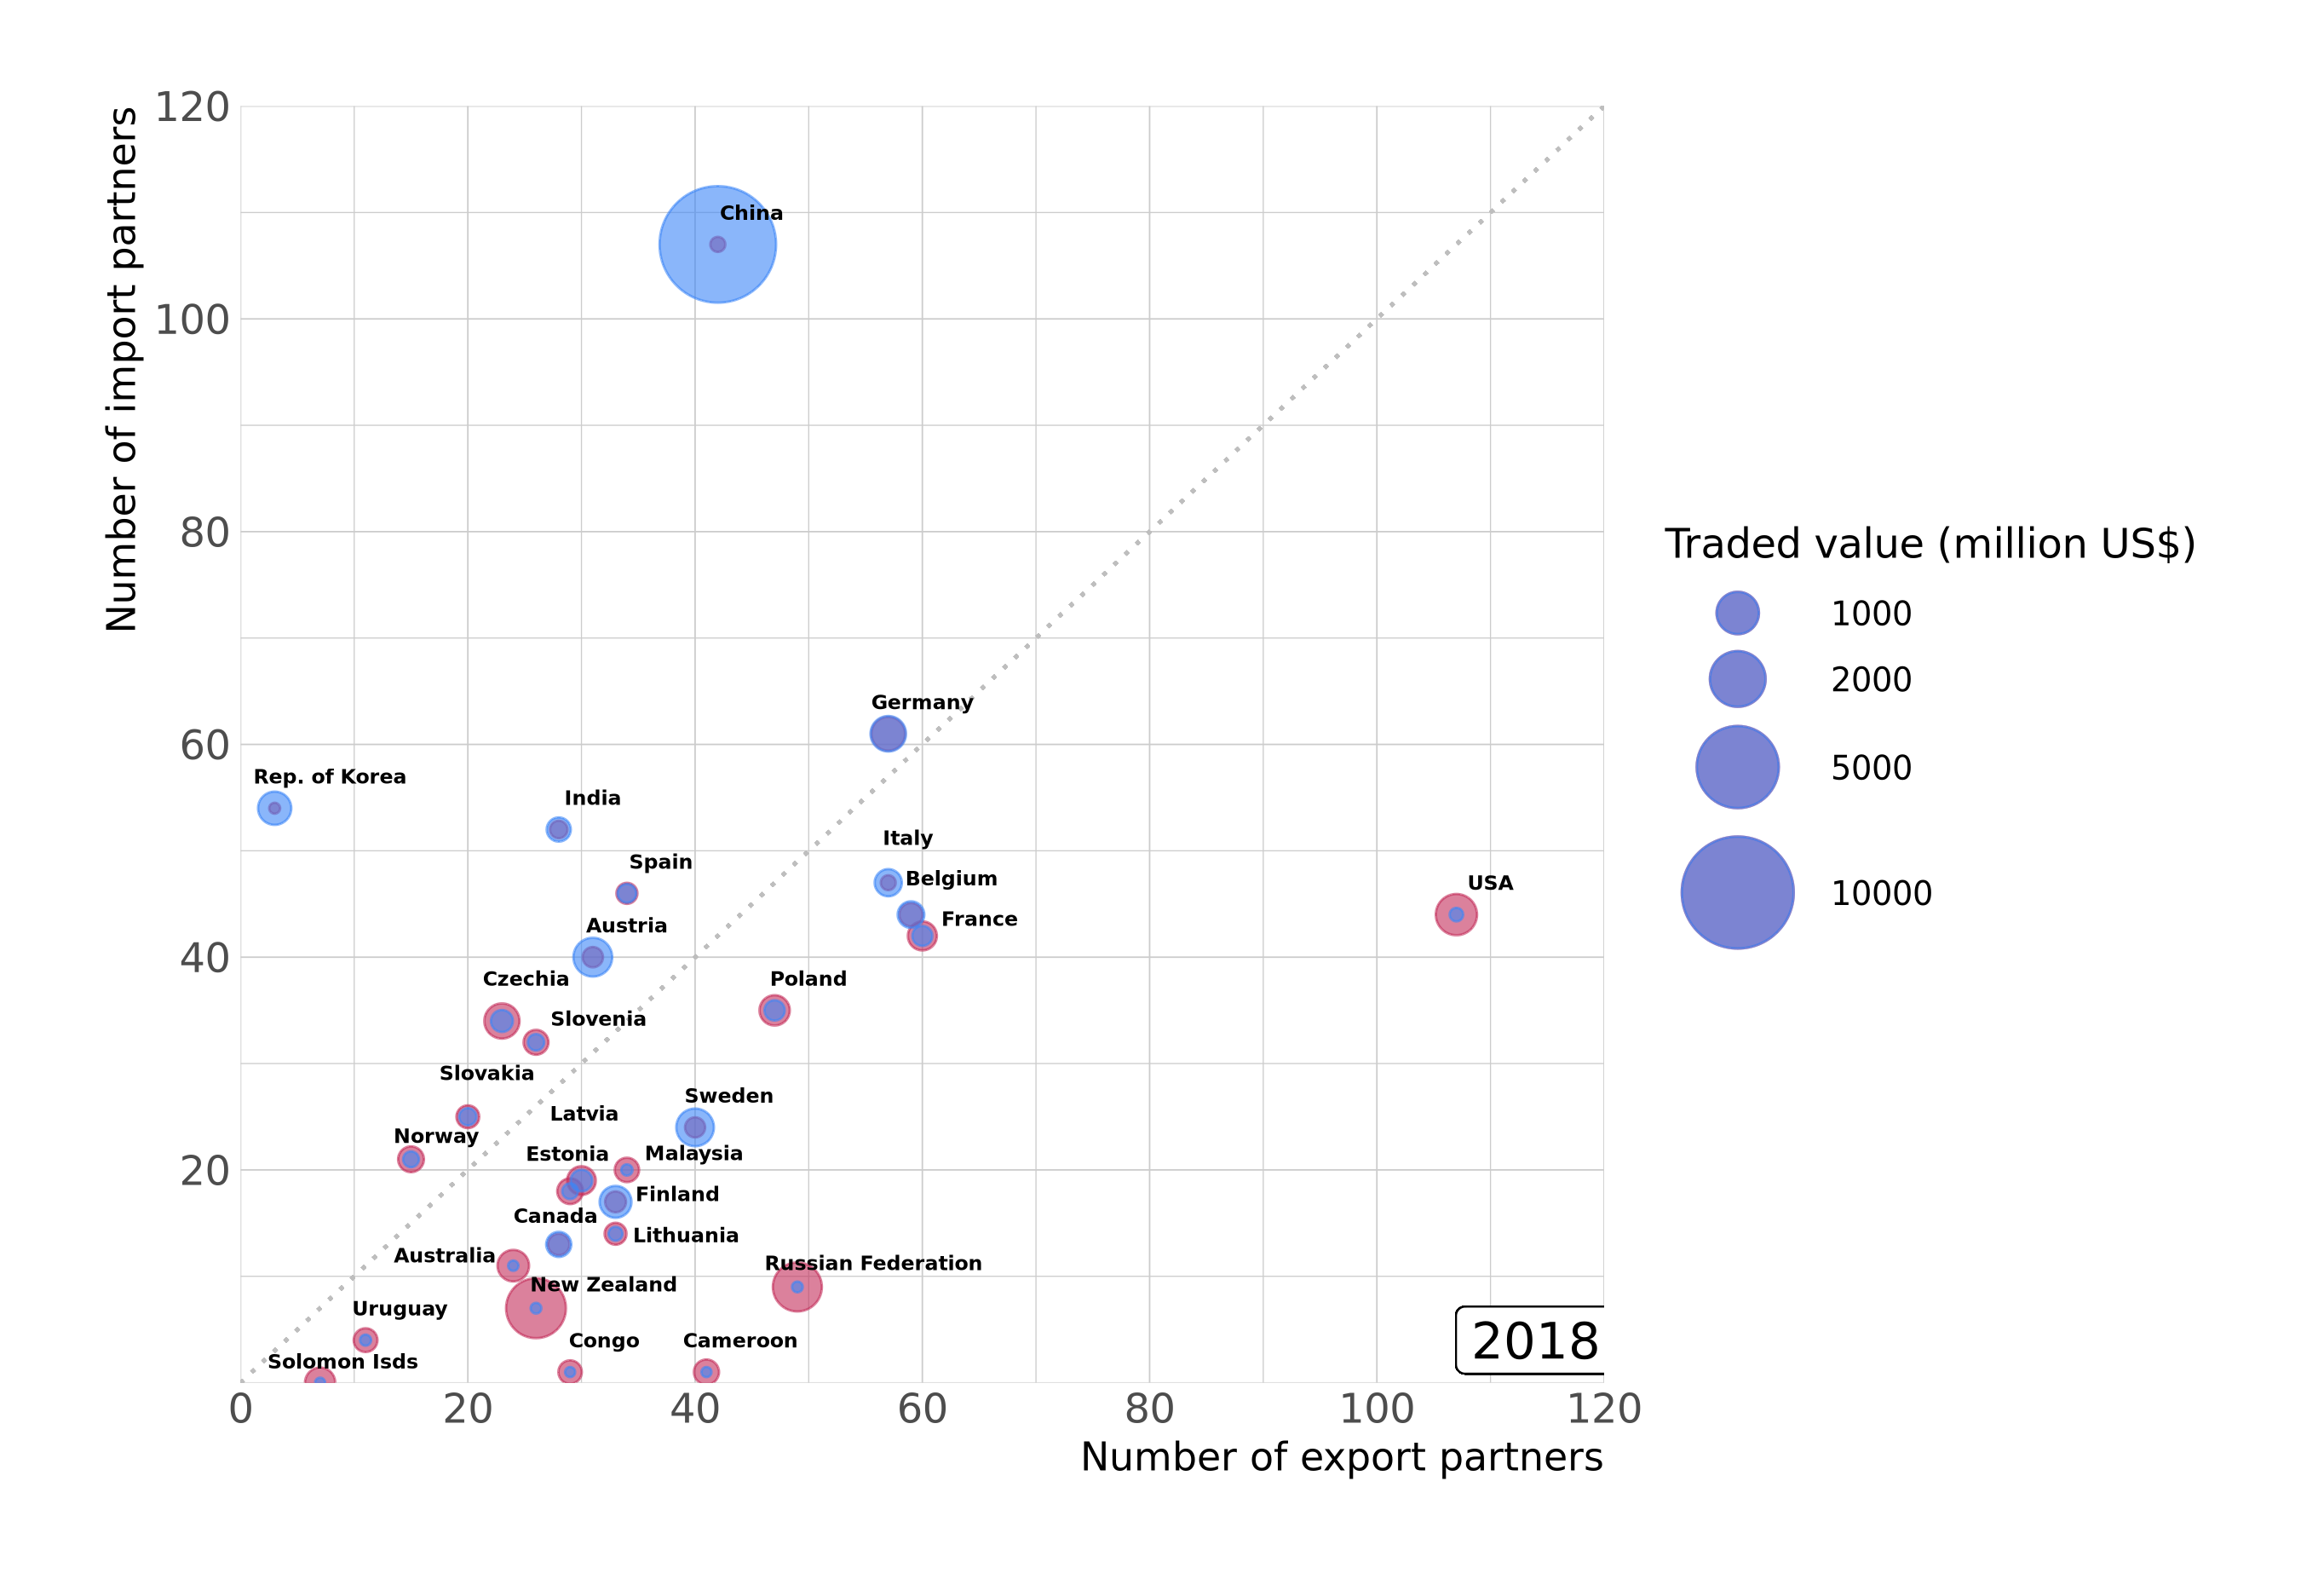 Number of import partners
120
100
80
60
40
20
0
20
40
60
80
100
120
Number of export partners
China
Germany
Rep. of Korea
India
Italy
Spain
Belgium
USA
France
Austria
Czechia
Poland
Slovenia
Slovakia
Sweden
Latvia
Norway
Estonia
Malaysia
Finland
Canada
Lithuania
Australia
Russian Federation
New Zealand
Uruguay
Congo
Cameroon
Solomon Isds
2018
Traded value (million US$)
1000
2000
5000
10000